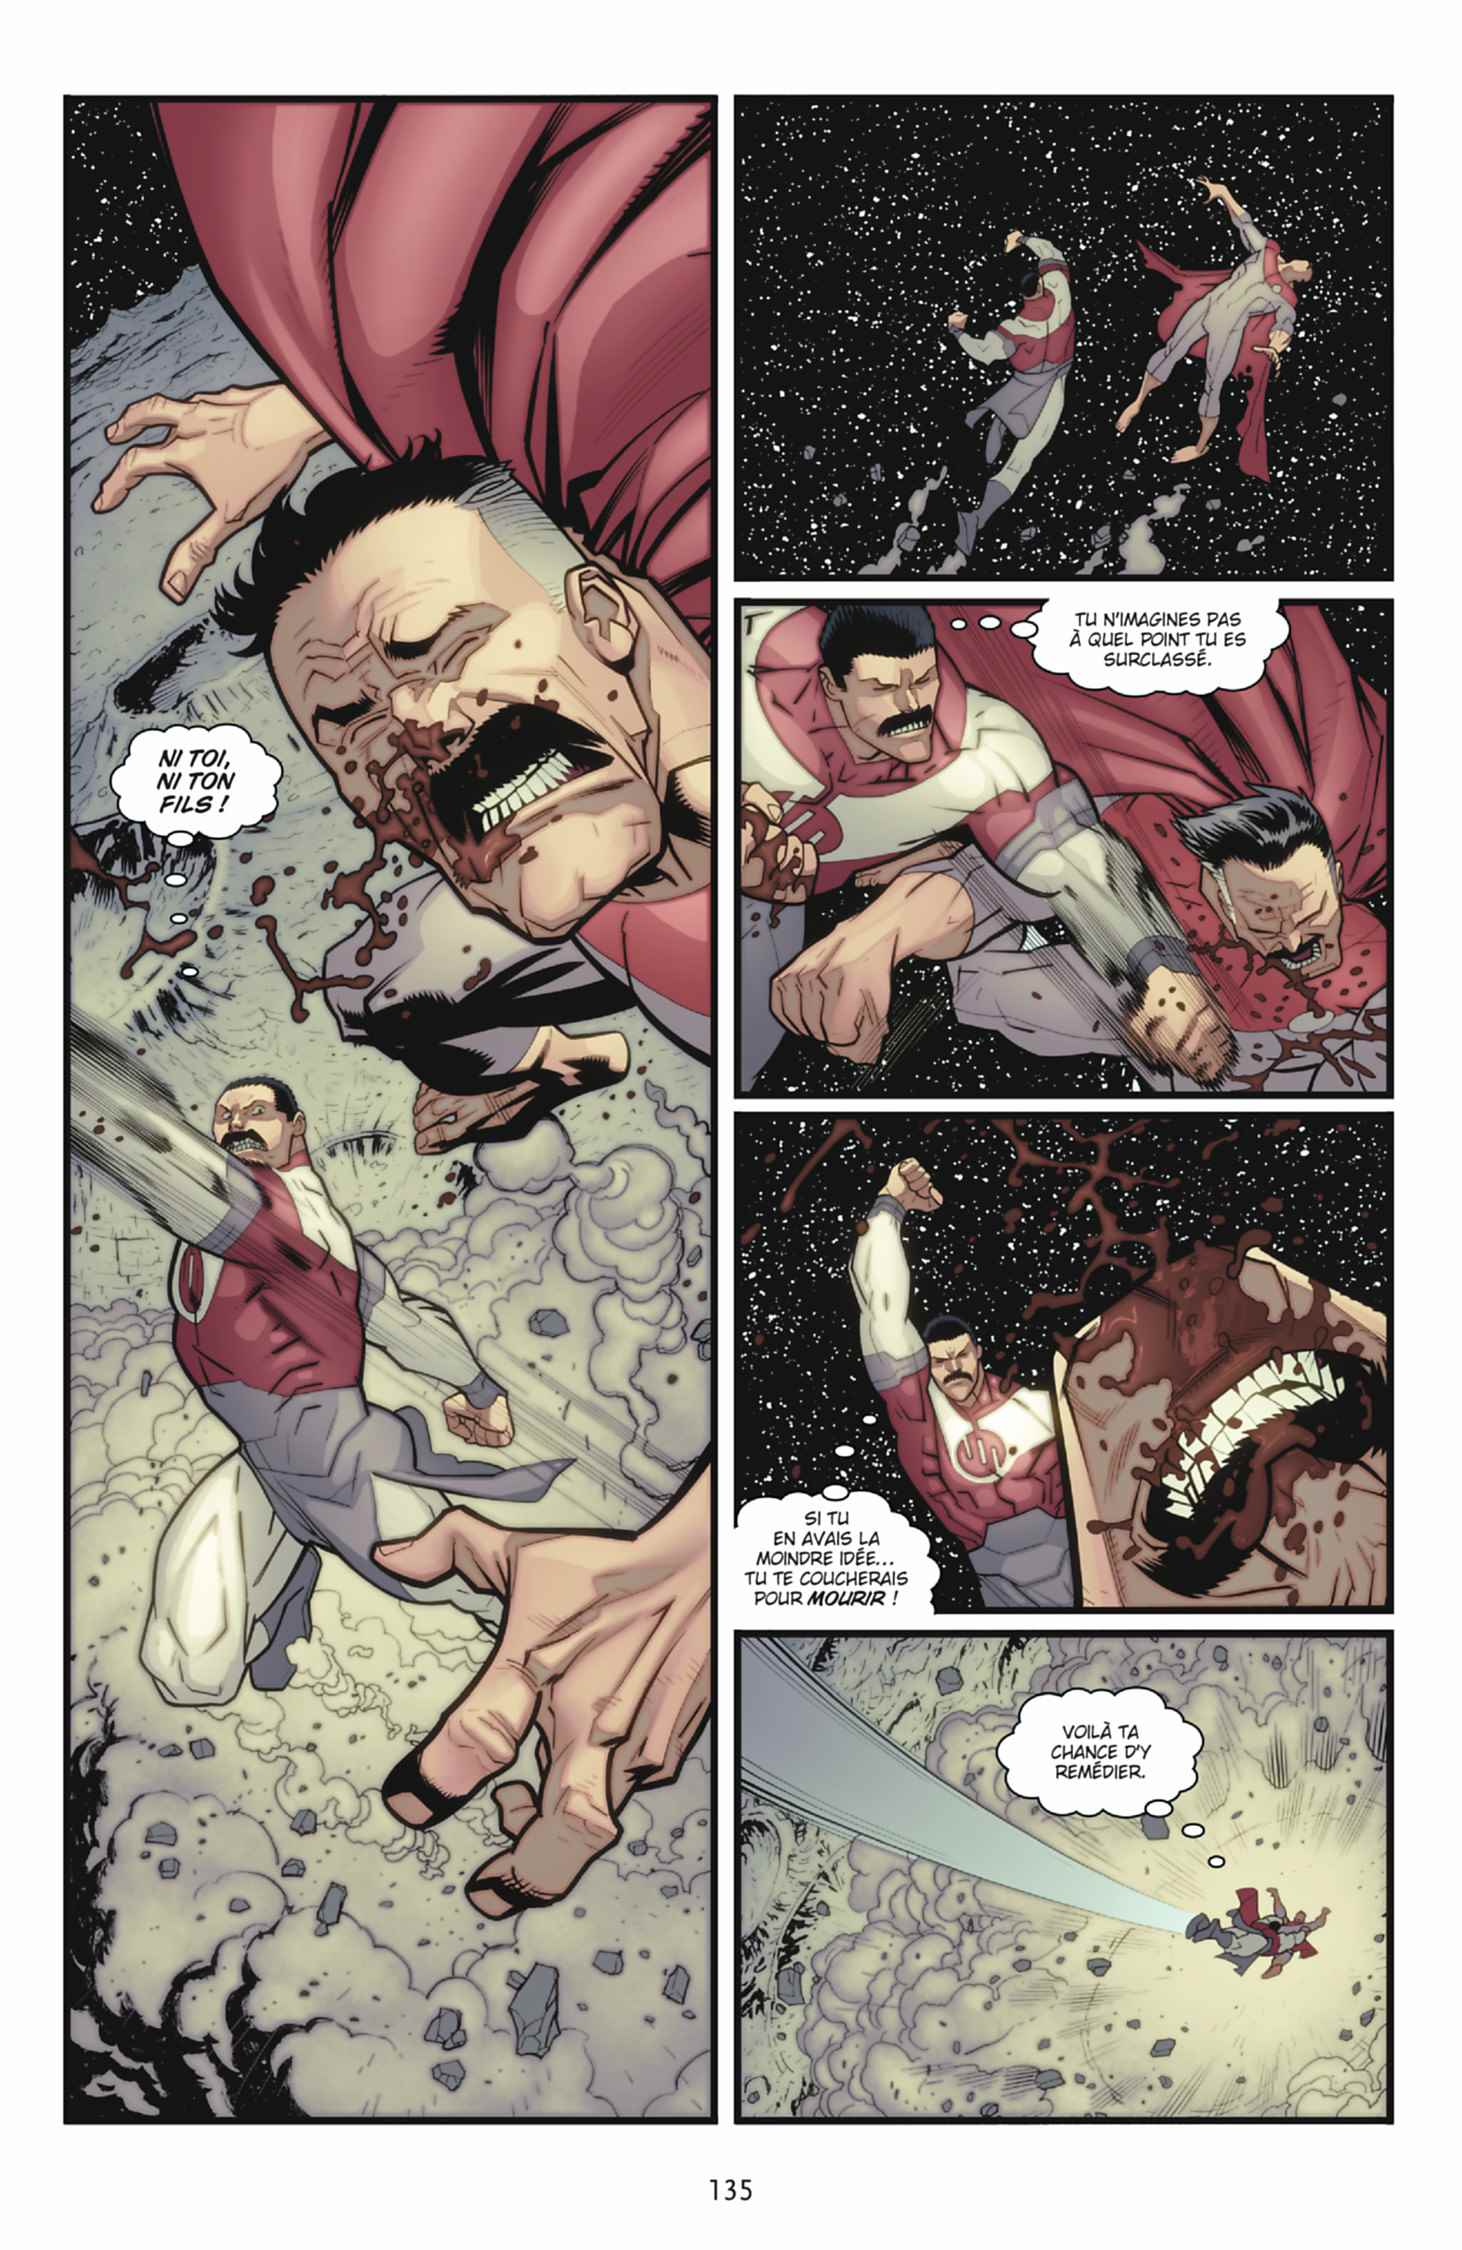 NI TOI,
NI TON
FILS !
TU N'IMAGINES PAS
À QUEL POINT TU ES
SURCLASSÉ.
SI TU
EN AVAIS LA
MOINDRE IDÉE...
TU TE COUCHERAIS
POUR MOURIR !
VOILÀ TA
CHANCE D'Y
REMÉDIER.
135